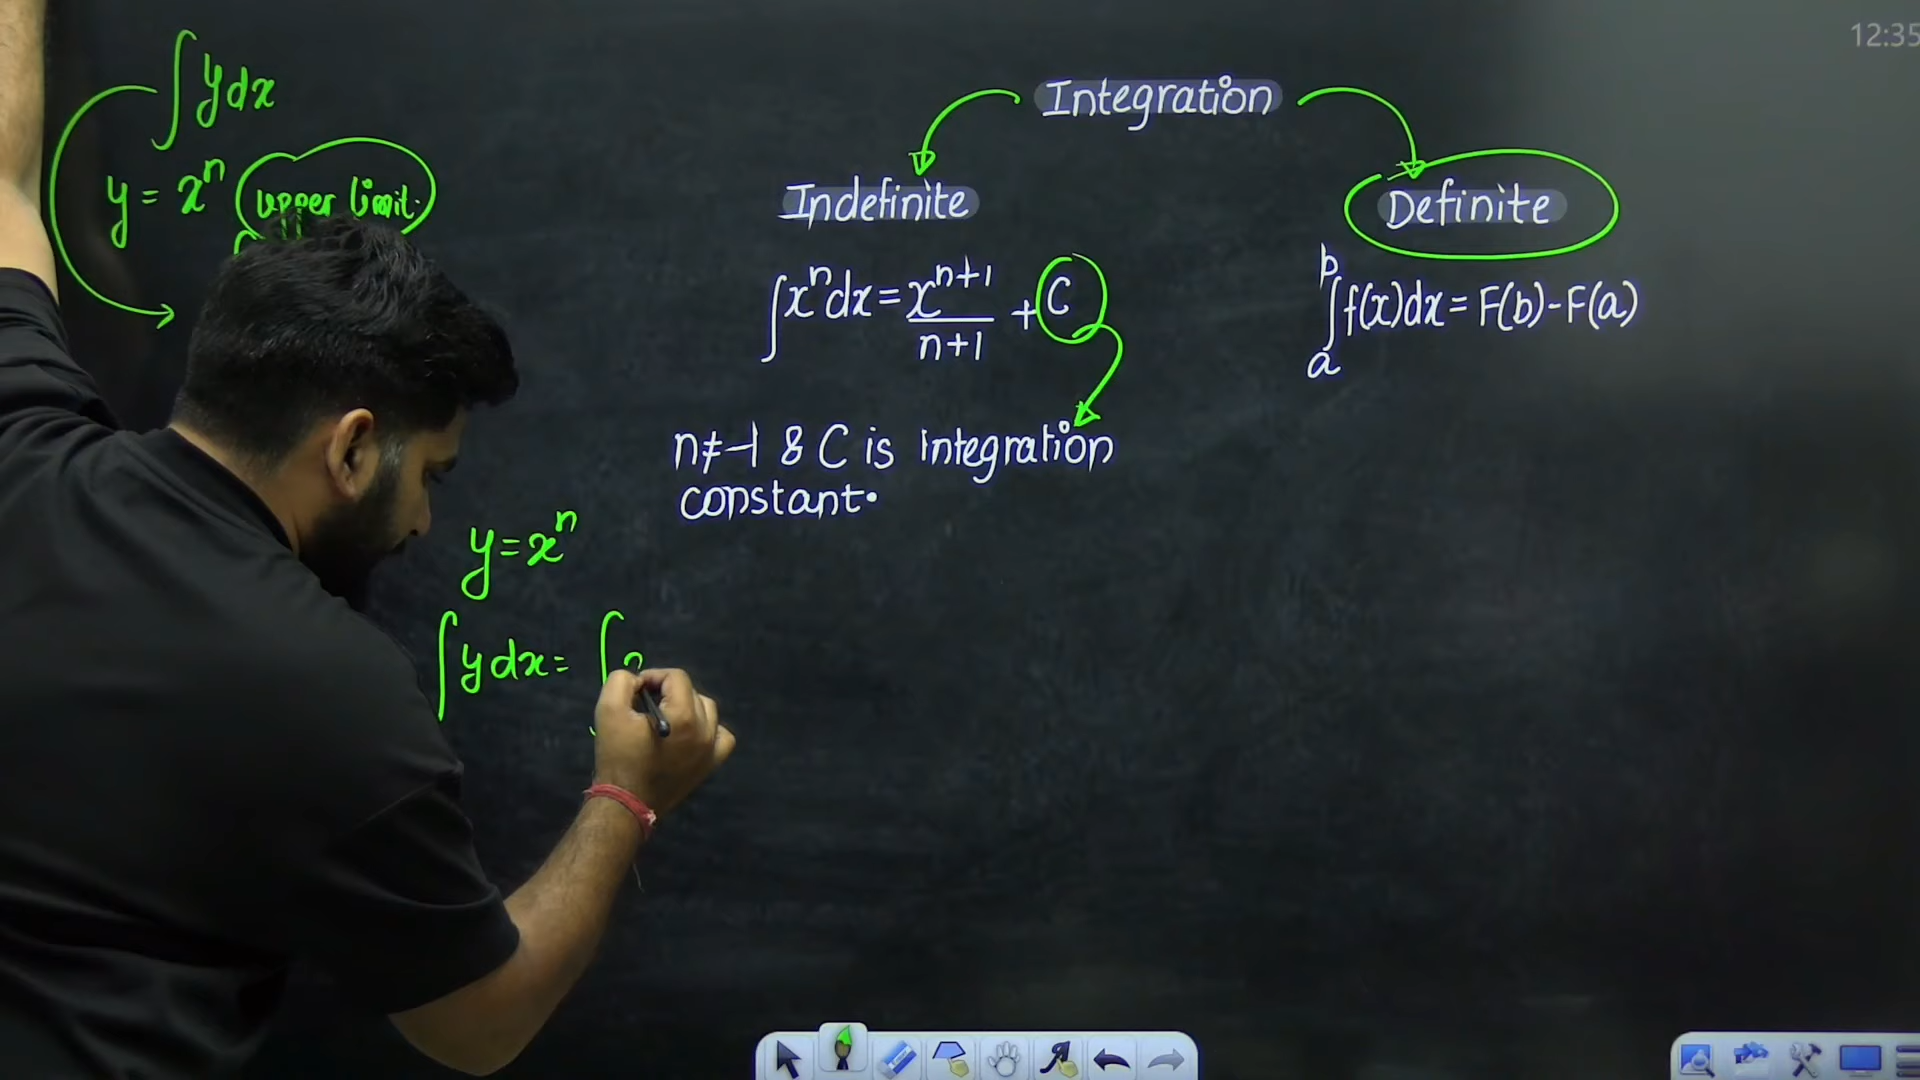 12:35
∫ydx
y = xⁿ upper limit.
Integration
Indefinite
∫xⁿdx = xⁿ⁺¹/n+1 + C
n≠-1 & C is integration
constant.
Definite
∫ₐᵇf(x)dx = F(b)-F(a)
y = xⁿ
∫ydx = ∫